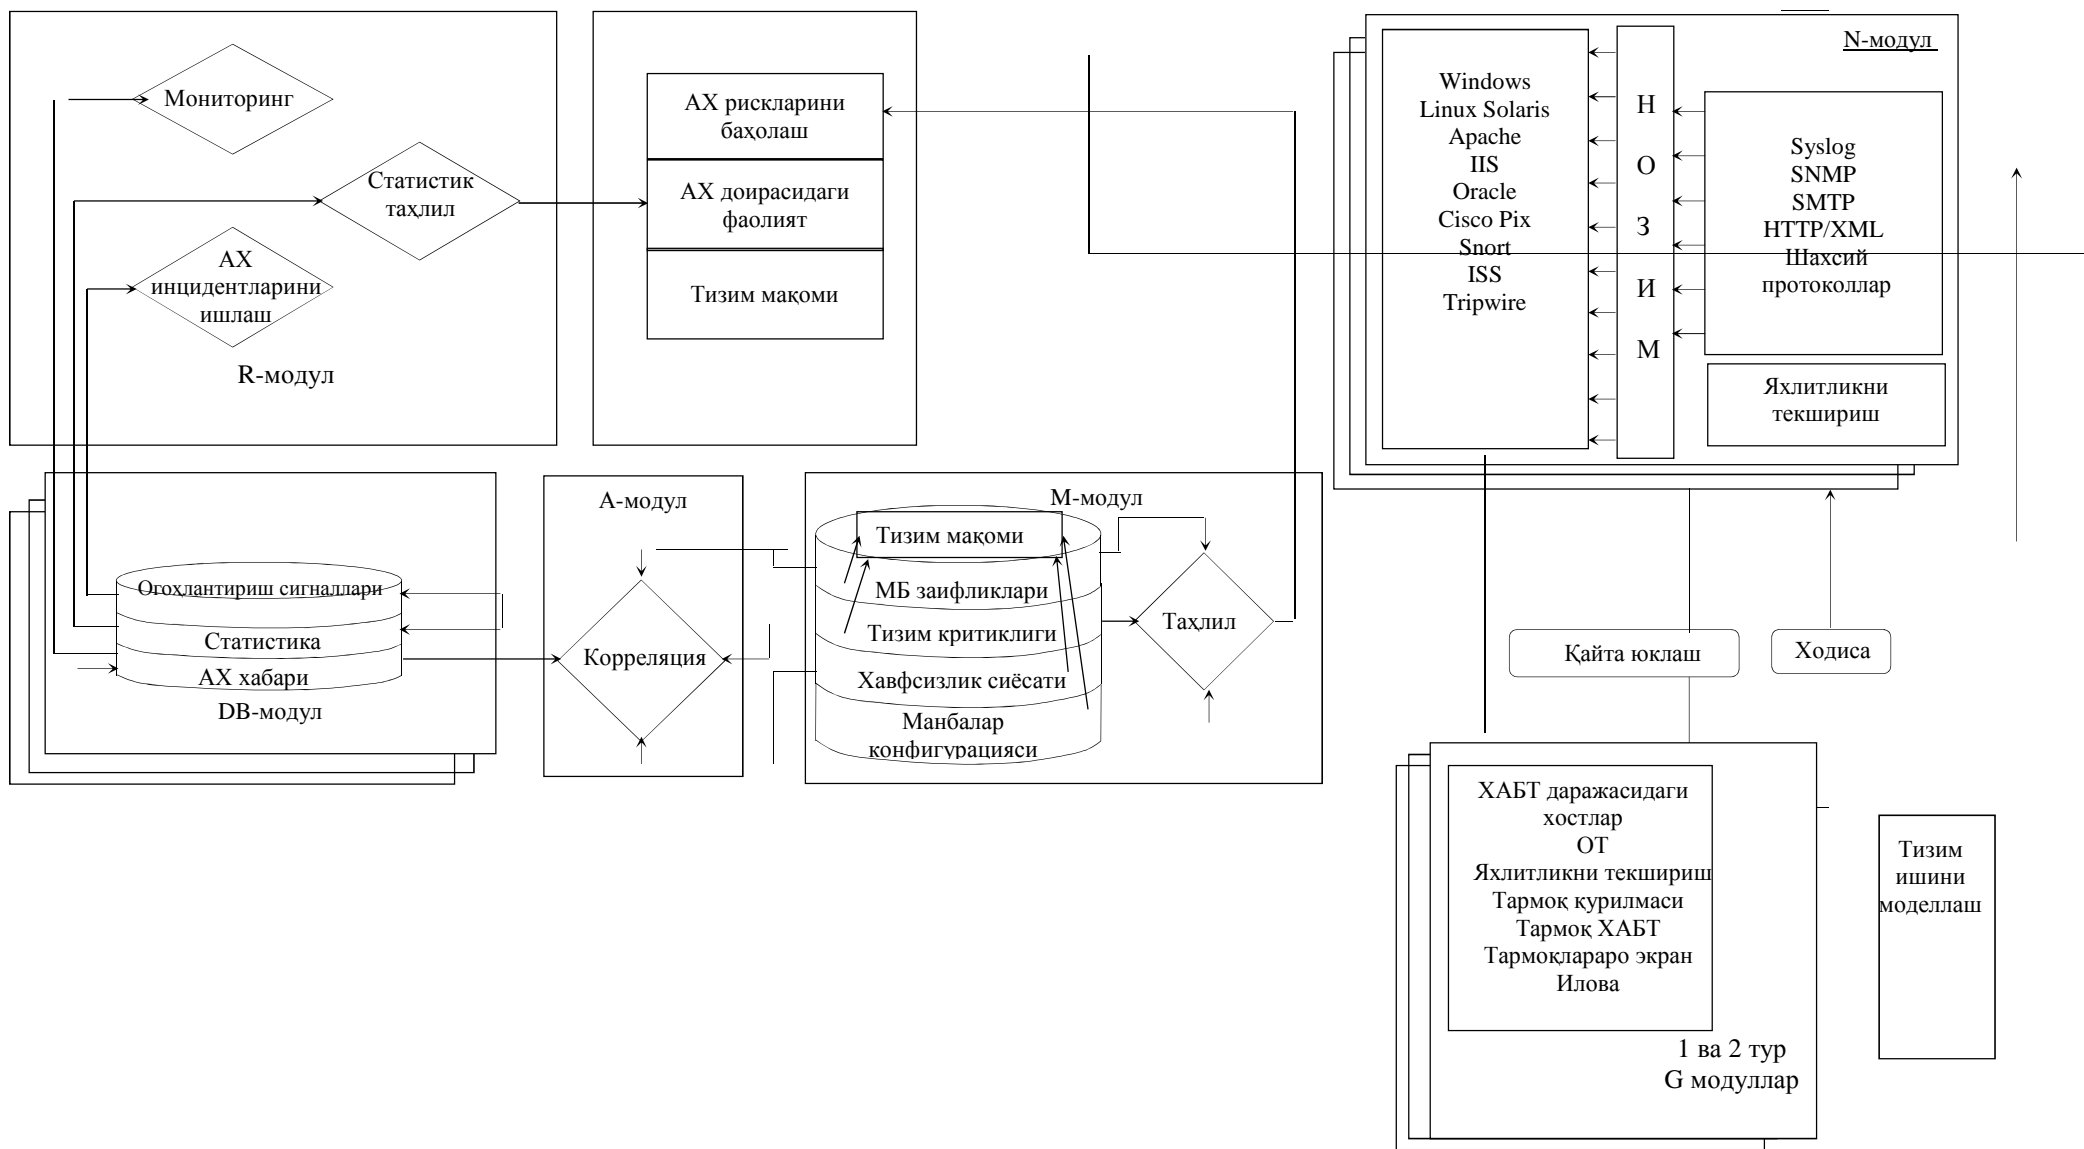 Мониторинг
Статистик
таҳлил
АХ
инцидентларини
ишлаш
R-модул
АХ рискларини
баҳолаш
АХ доирасидаги
фаолият
Тизим мақоми
N-модул
Windows
Linux Solaris
Apache
IIS
Oracle
Cisco Pix
Snort
ISS
Tripwire
Н
О
З
И
М
Syslog
SNMP
SMTP
HTTP/XML
Шахсий
протоколлар
Яхлитликни
текшириш
Огоҳлантириш сигналлари
Статистика
АХ хабари
DB-модул
А-модул
Корреляция
М-модул
Тизим мақоми
МБ заифликлари
Тизим критиклиги
Хавфсизлик сиёсати
Манбалар
конфигурацияси
Таҳлил
Қайта юклаш
Ходиса
ХАБТ даражасидаги
хостлар
ОТ
Яхлитликни текшириш
Тармоқ қурилмаси
Тармоқ ХАБТ
Тармоқлараро экран
Илова
1 ва 2 тур
G модуллар
Тизим
ишини
моделлаш